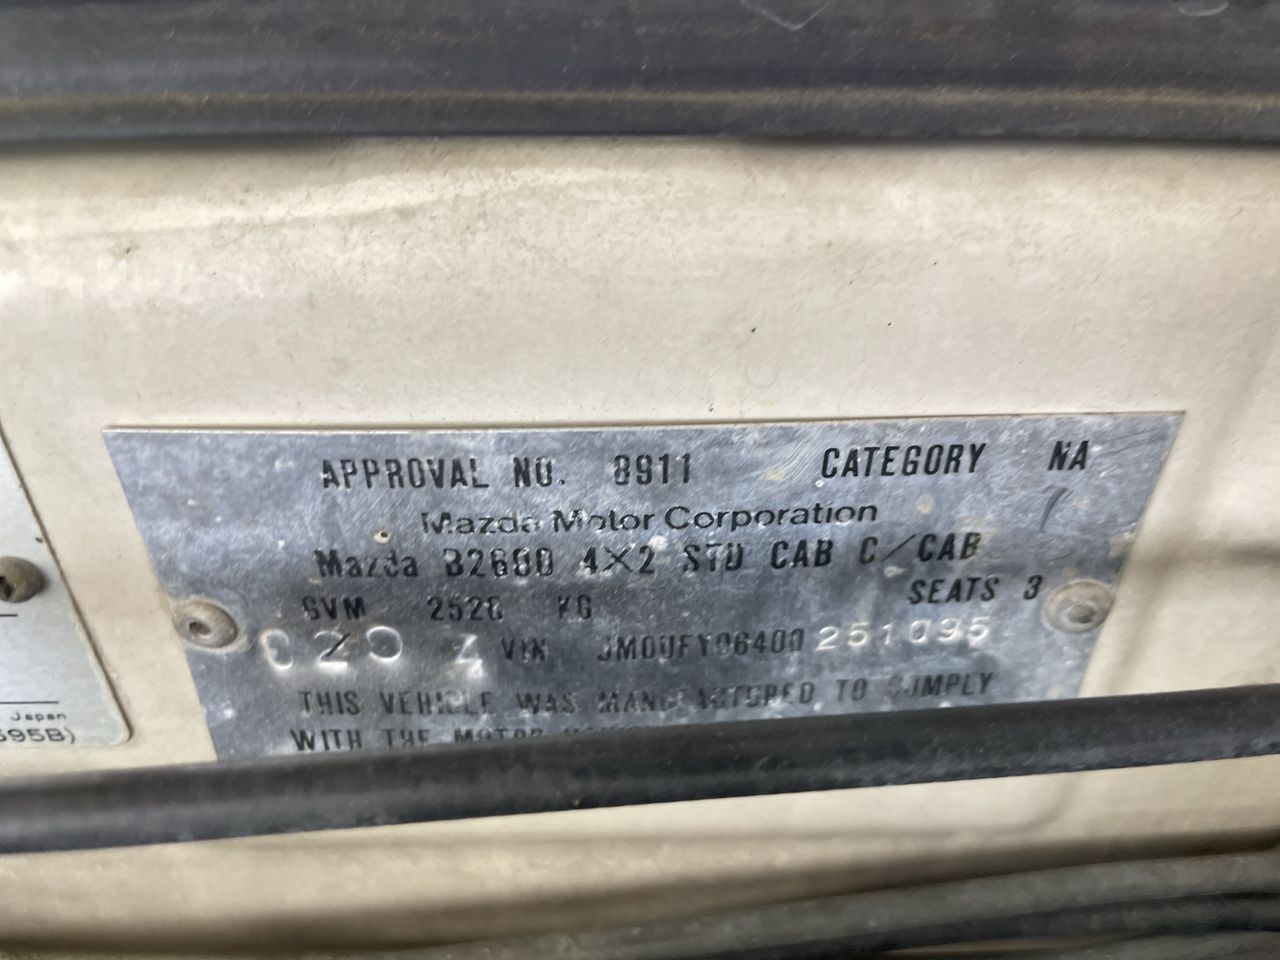 APPROVAL NO. 8911 CATEGORY NA
Mazda Motor Corporation
Mazda B2600 4X2 STD CAB C/CAB
GVM KG SEATS 3
VIN JM0UFY06400251095
THIS VEHICLE WAS MANUFACTURED TO COMPLY
WITH THE MOTOR
Japan